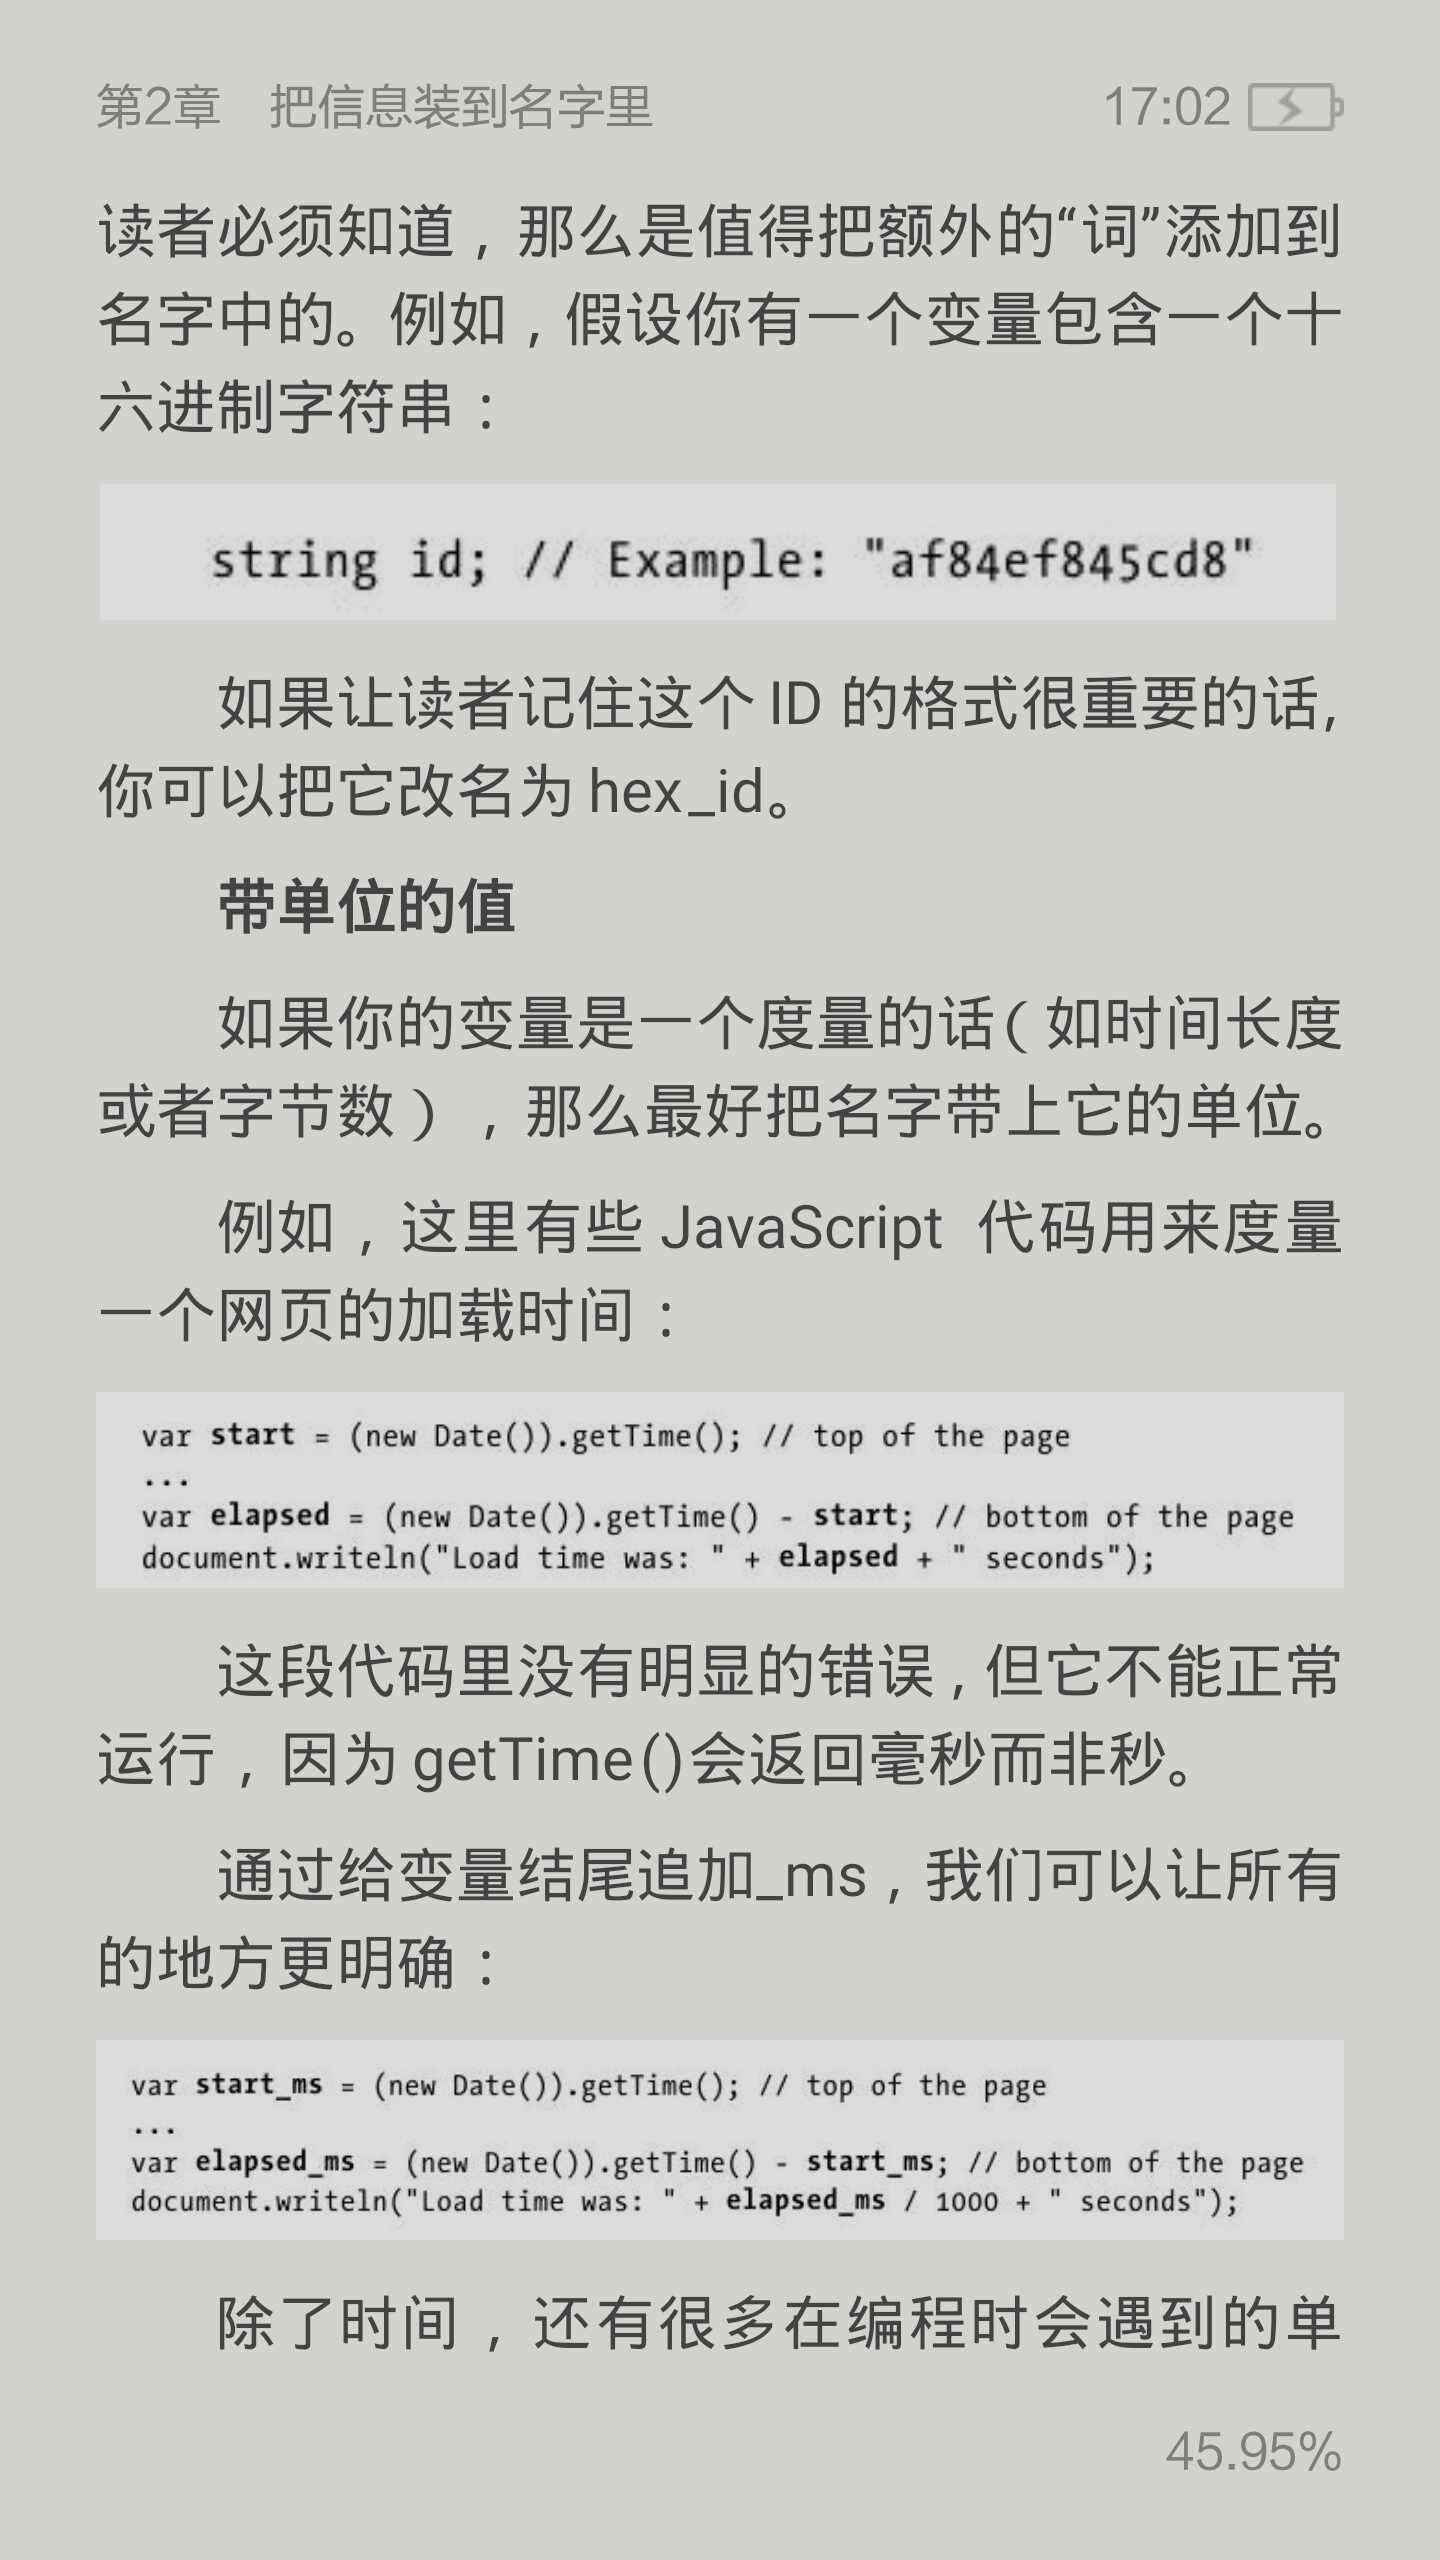 第2章　把信息装到名字里
17:02
读者必须知道，那么是值得把额外的“词”添加到
名字中的。例如，假设你有一个变量包含一个十
六进制字符串：
string id; // Example: "af84ef845cd8"
如果让读者记住这个 ID 的格式很重要的话，
你可以把它改名为 hex_id。
带单位的值
如果你的变量是一个度量的话（如时间长度
或者字节数），那么最好把名字带上它的单位。
例如，这里有些 JavaScript 代码用来度量
一个网页的加载时间：
var start = (new Date()).getTime(); // top of the page
...
var elapsed = (new Date()).getTime() - start; // bottom of the page
document.writeln("Load time was: " + elapsed + " seconds");
这段代码里没有明显的错误，但它不能正常
运行，因为 getTime()会返回毫秒而非秒。
通过给变量结尾追加_ms，我们可以让所有
的地方更明确：
var start_ms = (new Date()).getTime(); // top of the page
...
var elapsed_ms = (new Date()).getTime() - start_ms; // bottom of the page
document.writeln("Load time was: " + elapsed_ms / 1000 + " seconds");
除了时间，还有很多在编程时会遇到的单
45.95%